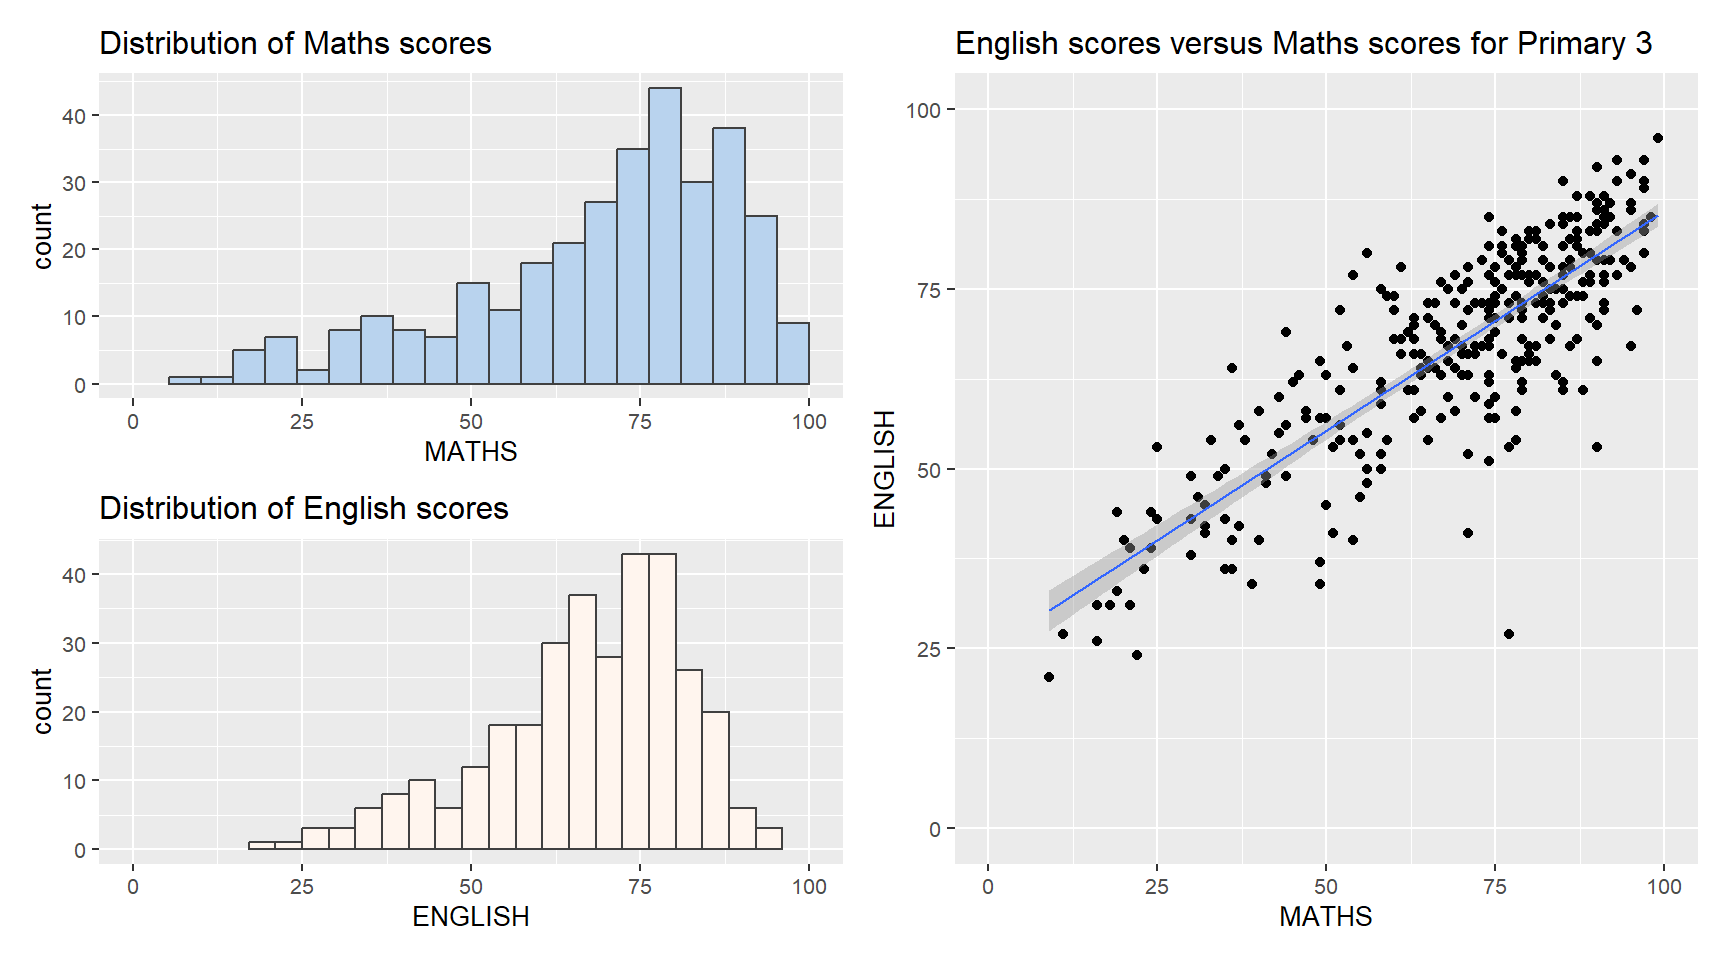 Distribution of Maths scores
40
30
20
10
0
count
0 25 50 75 100
MATHS
Distribution of English scores
40
30
20
10
0
count
0 25 50 75 100
ENGLISH
English scores versus Maths scores for Primary 3
100
75
50
25
0
ENGLISH
0 25 50 75 100
MATHS